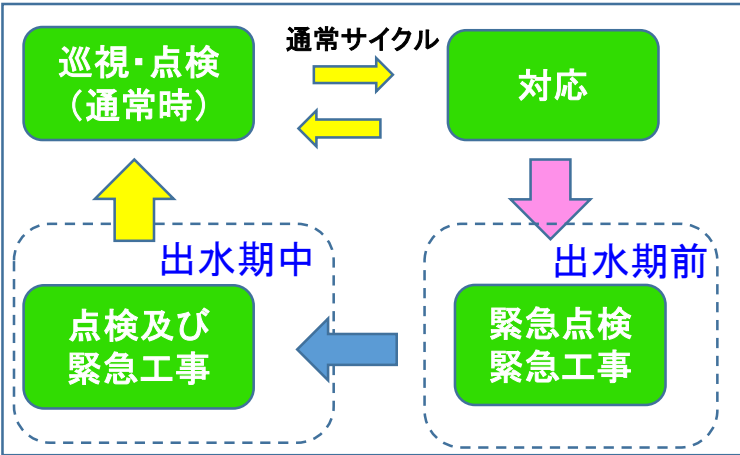 巡視・点検
（通常時）
通常サイクル
対応
出水期中
点検及び
緊急工事
出水期前
緊急点検
緊急工事